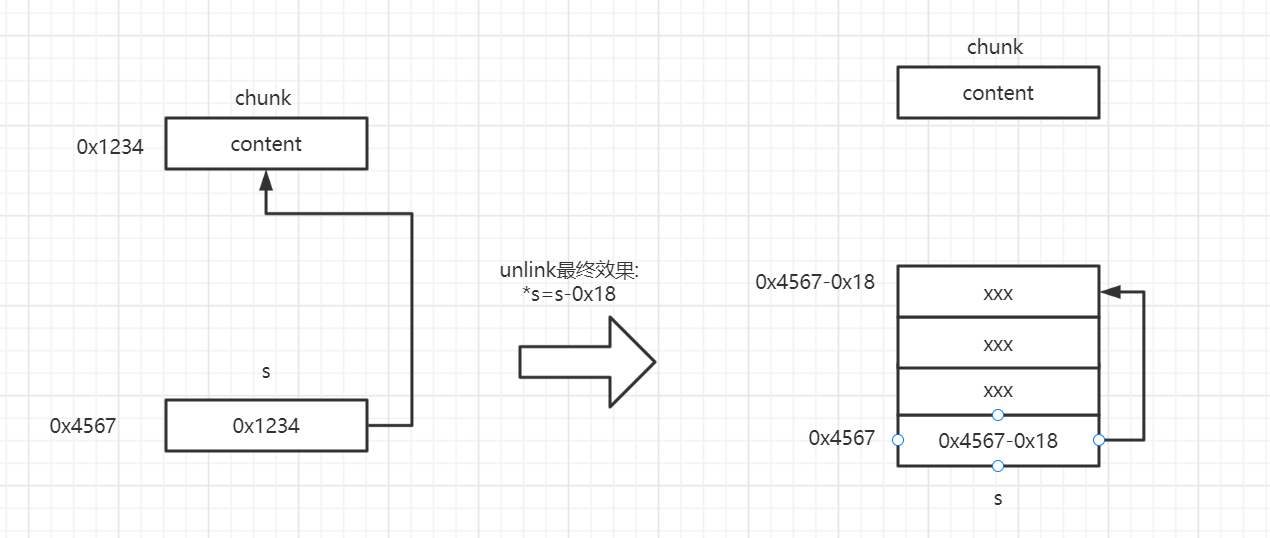 chunk
0x1234
content
s
0x4567
0x1234
unlink最终效果:
*s=s-0x18
chunk
content
0x4567-0x18
xxx
xxx
xxx
0x4567
0x4567-0x18
s